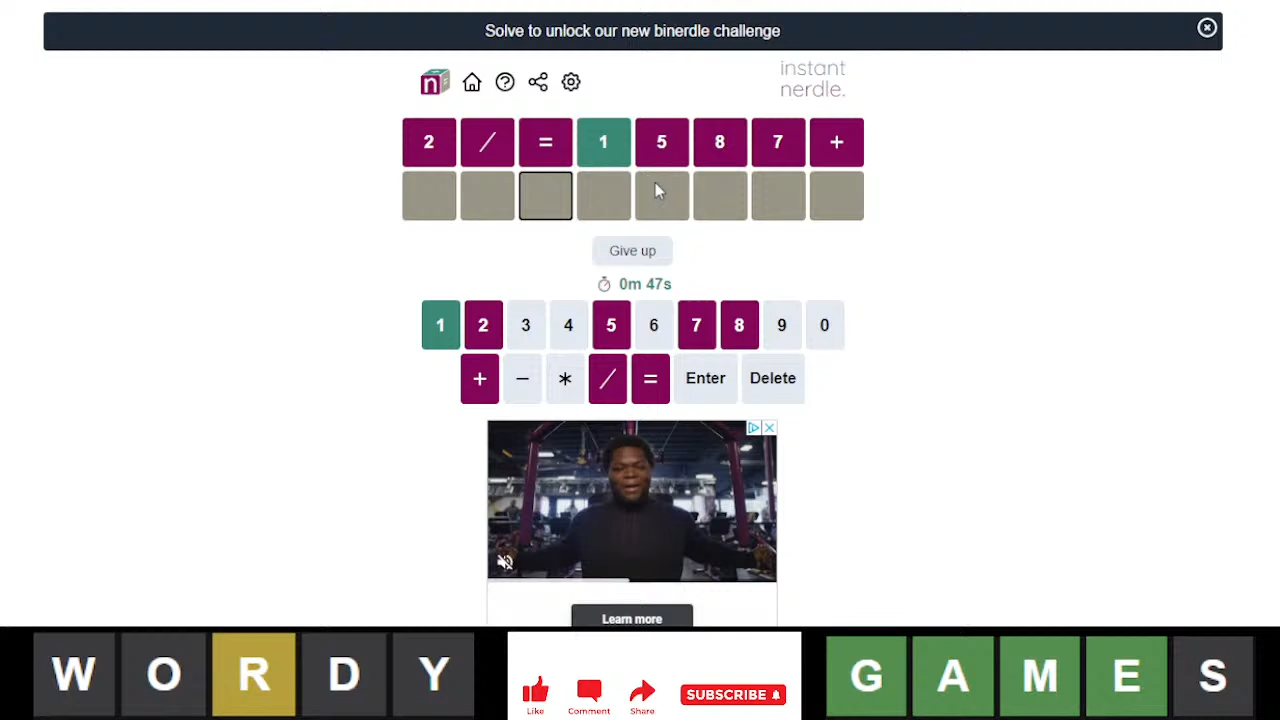 Solve to unlock our new binerdle challenge
n
instant
nerdle.
2 / = 1 5 8 7 +
Give up
0m 47s
1 2 3 4 5 6 7 8 9 0
+ − * / = Enter Delete
Learn more
W O R D Y
Like Comment Share SUBSCRIBE
G A M E S